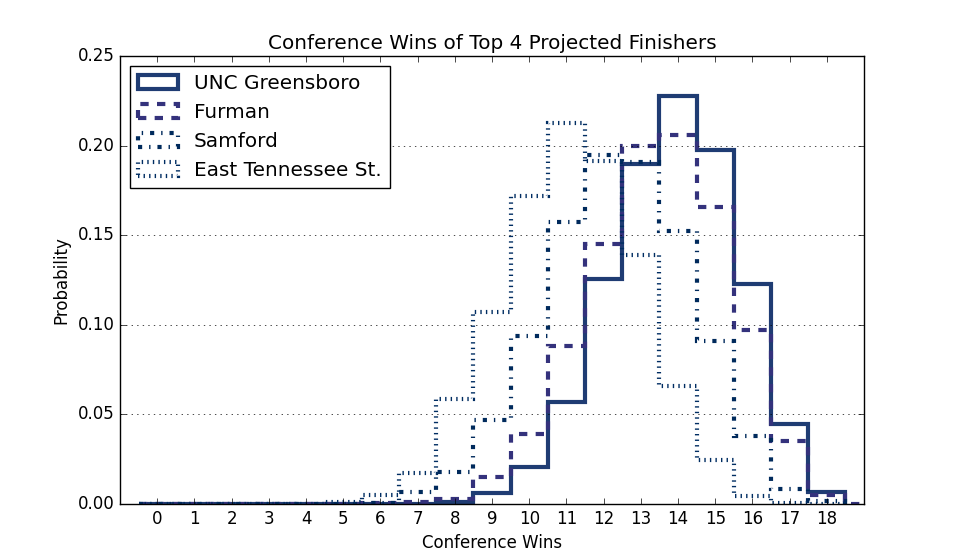 Conference Wins of Top 4 Projected Finishers
0.25
UNC Greensboro
Furman
Samford
East Tennessee St.
0.20
0.15
Probability
0.10
0.05
0.00
0 1 2 3 4 5 6 7 8 9 10 11 12 13 14 15 16 17 18
Conference Wins